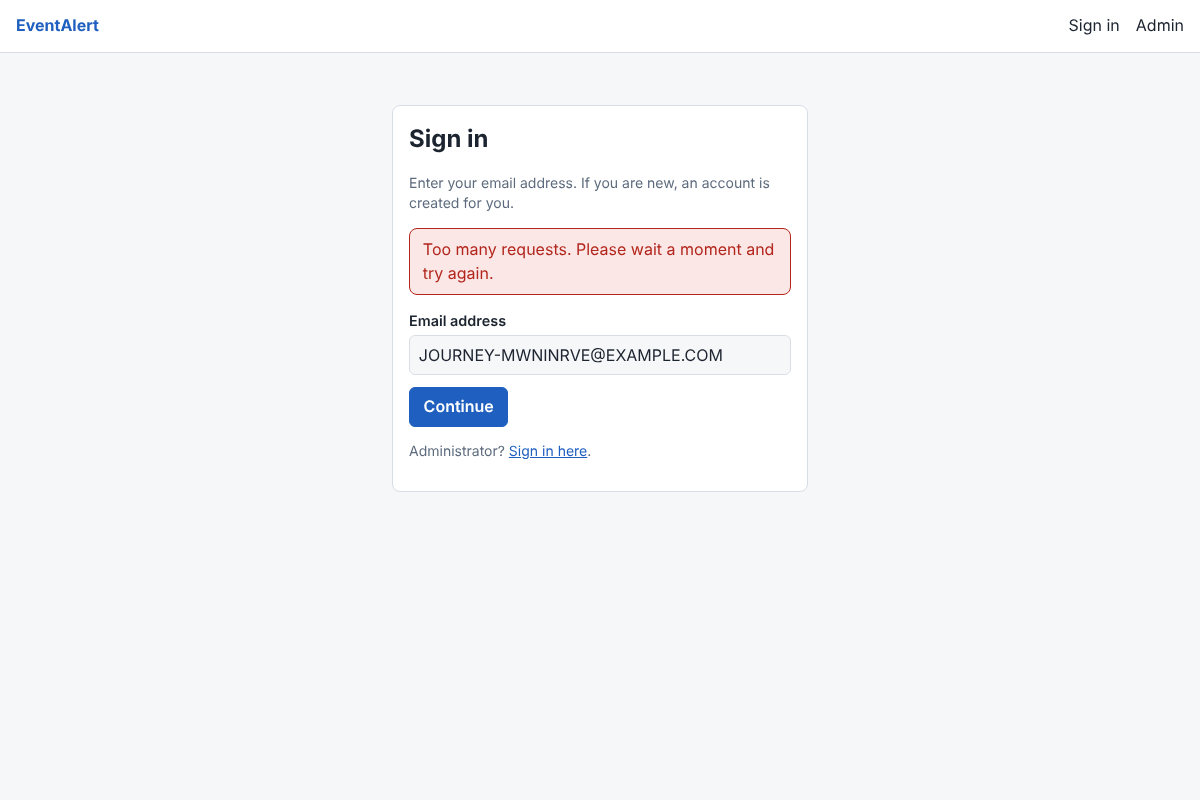 EventAlert
Sign in Admin
Sign in
Enter your email address. If you are new, an account is
created for you.
Too many requests. Please wait a moment and
try again.
Email address
JOURNEY-MWNINRVE@EXAMPLE.COM
Continue
Administrator? Sign in here.